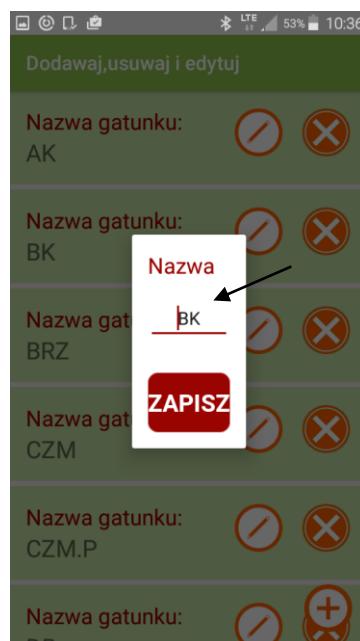 LTE 53% 10:36
Dodawaj,usuwaj i edytuj
Nazwa gatunku:
AK
Nazwa gatunku:
BK
Nazwa
BK
ZAPISZ
Nazwa gat
BRZ
Nazwa gat
CZM
Nazwa gatunku:
CZM.P
Nazwa gatunku: